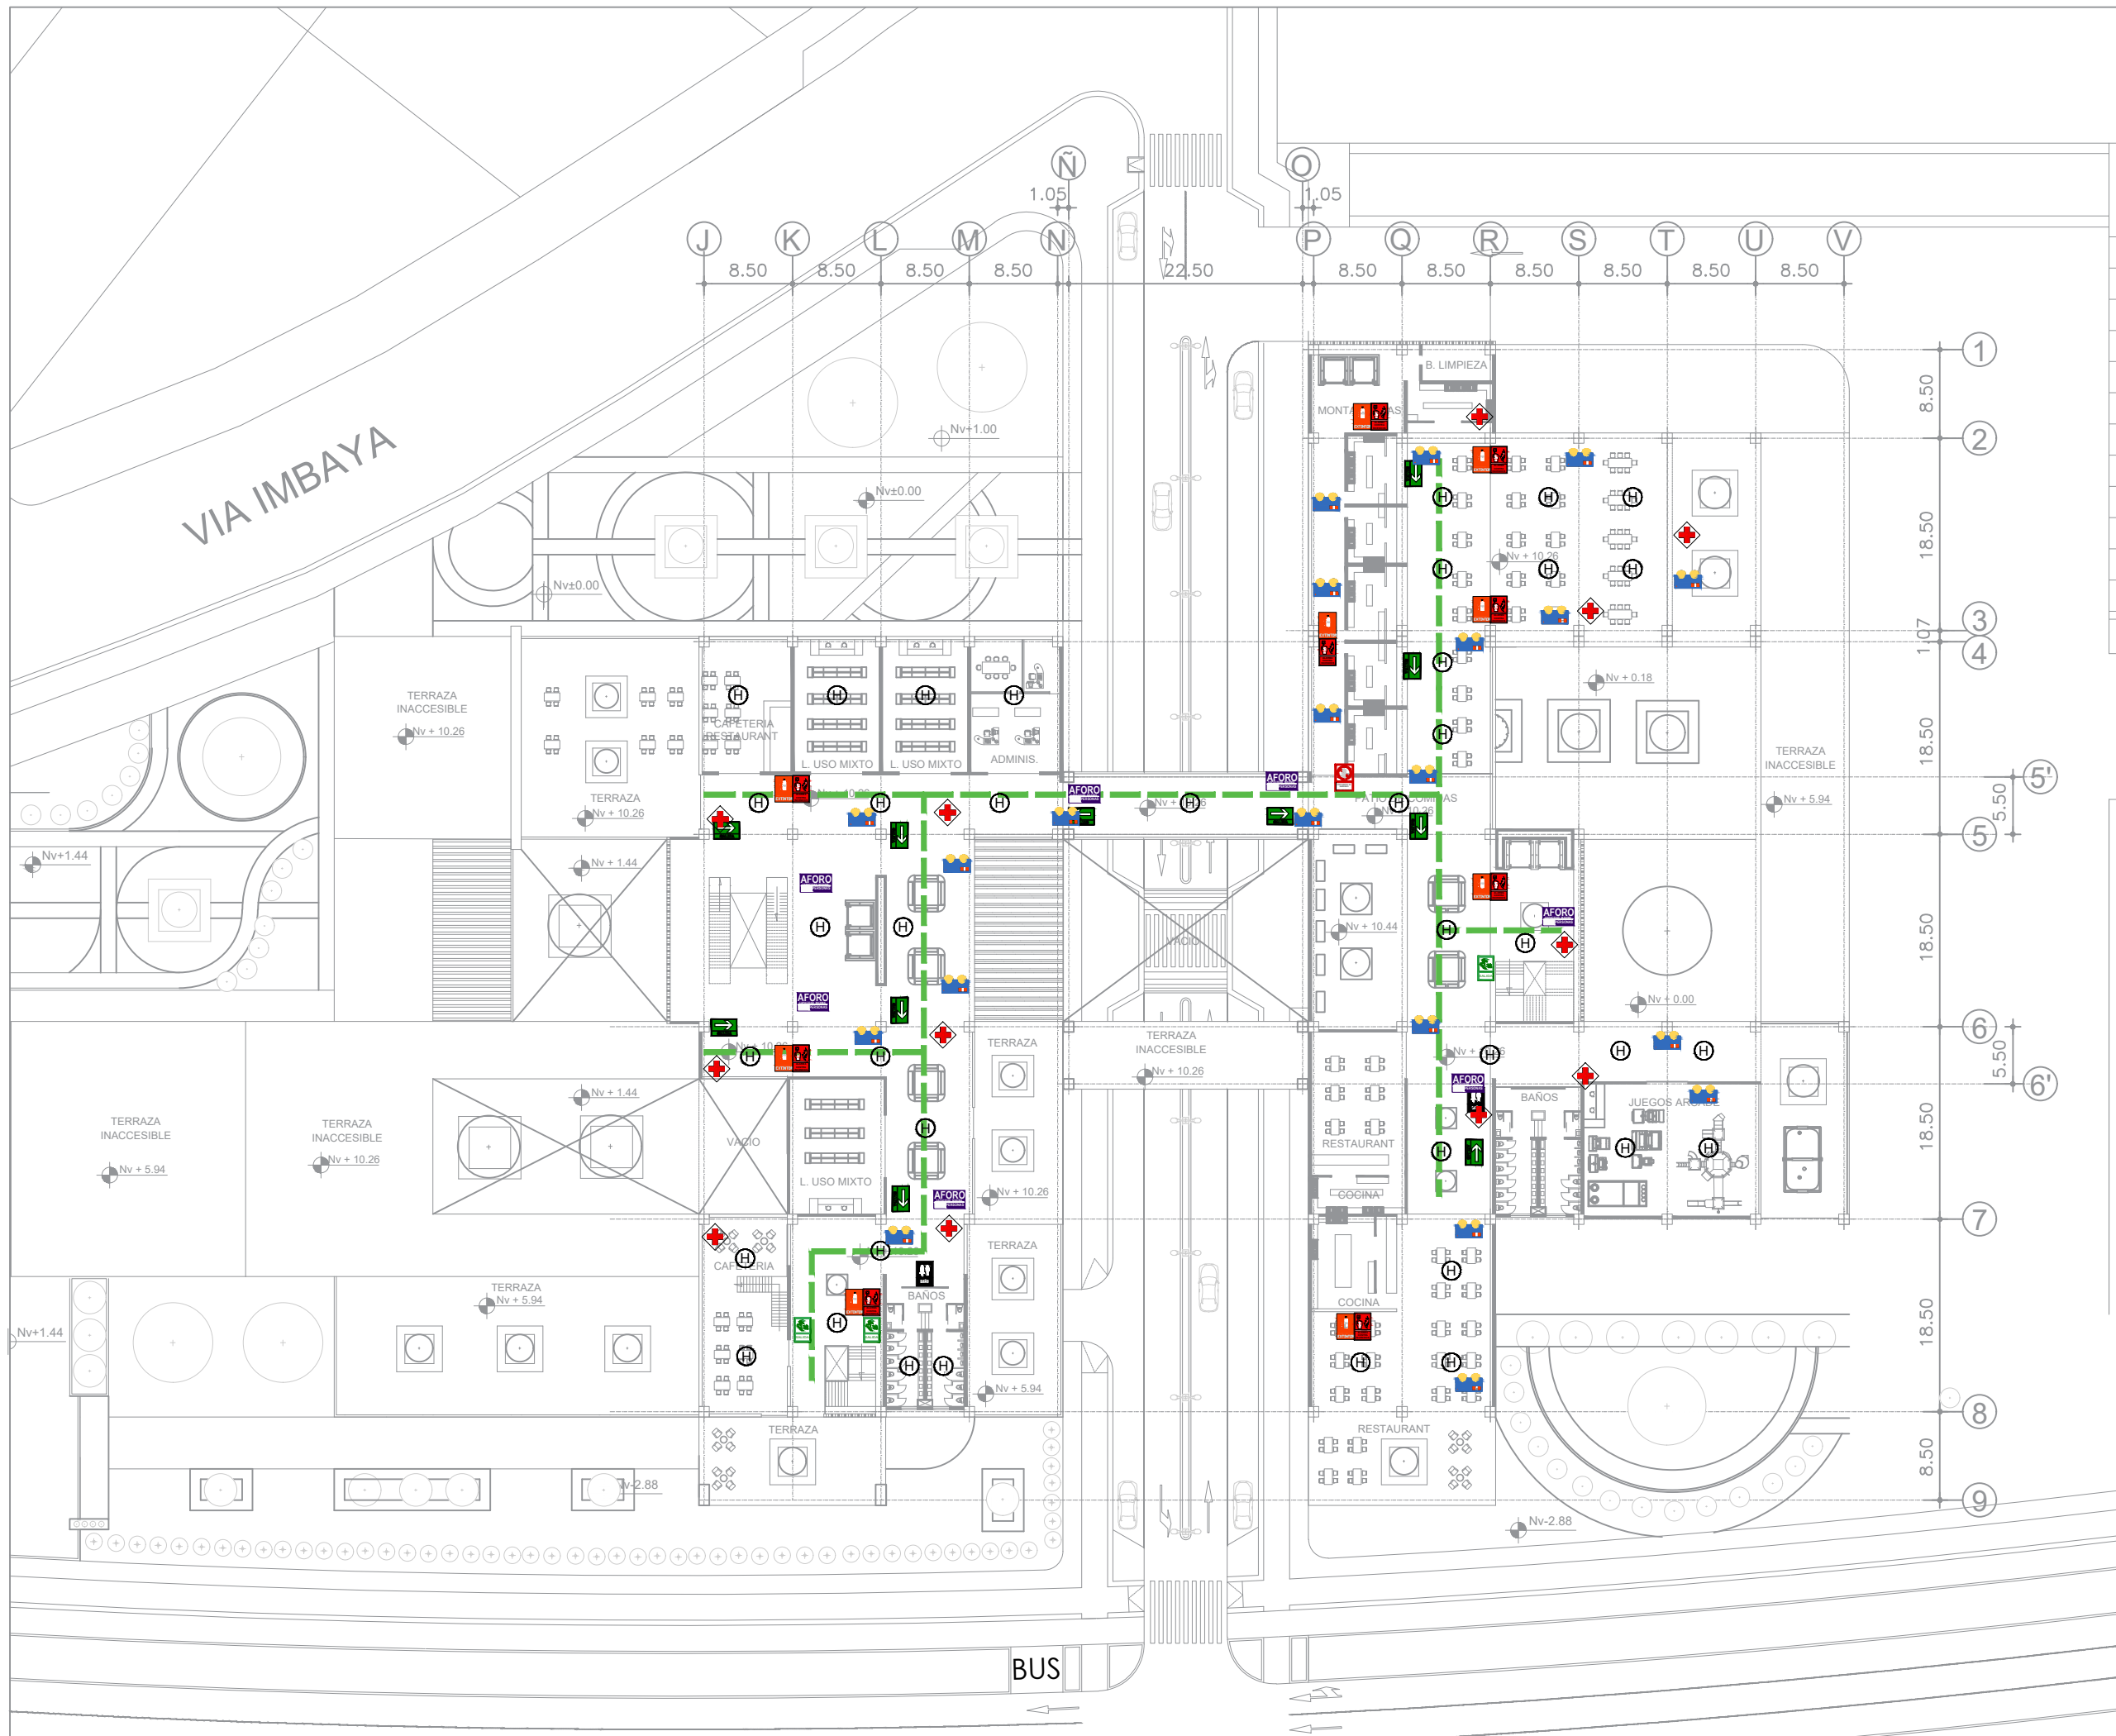 Ñ
O
1.05
1.05
J
K
L
M
N
P
Q
R
S
T
U
V
8.50
8.50
8.50
8.50
22.50
8.50
8.50
8.50
8.50
8.50
8.50
1
B. LIMPIEZA
8.50
Nv+1.00
2
VIA IMBAYA
Nv±0.00
18.50
Nv + 10.26
Nv±0.00
3
1.07
4
TERRAZA
INACCESIBLE
Nv + 10.26
Nv + 0.18
CAFETERIA
RESTAURANT
L. USO MIXTO
L. USO MIXTO
ADMINIS.
18.50
TERRAZA
INACCESIBLE
5'
TERRAZA
Nv + 10.26
AFORO
AFORO
Nv + 5.94
5.50
5
Nv+1.44
Nv + 1.44
AFORO
AFORO
Nv + 10.44
VACIO
18.50
AFORO
Nv + 0.00
6
TERRAZA
TERRAZA
INACCESIBLE
Nv + 10.26
AFORO
5.50
6'
Nv + 1.44
TERRAZA
INACCESIBLE
TERRAZA
INACCESIBLE
Nv + 5.94
Nv + 10.26
VACIO
RESTAURANT
BAÑOS
JUEGOS ARCADE
18.50
L. USO MIXTO
AFORO
Nv + 10.26
COCINA
7
CAFETERIA
TERRAZA
TERRAZA
Nv + 5.94
BAÑOS
COCINA
18.50
Nv+1.44
Nv + 5.94
8
TERRAZA
RESTAURANT
8.50
9
Nv-2.88
BUS